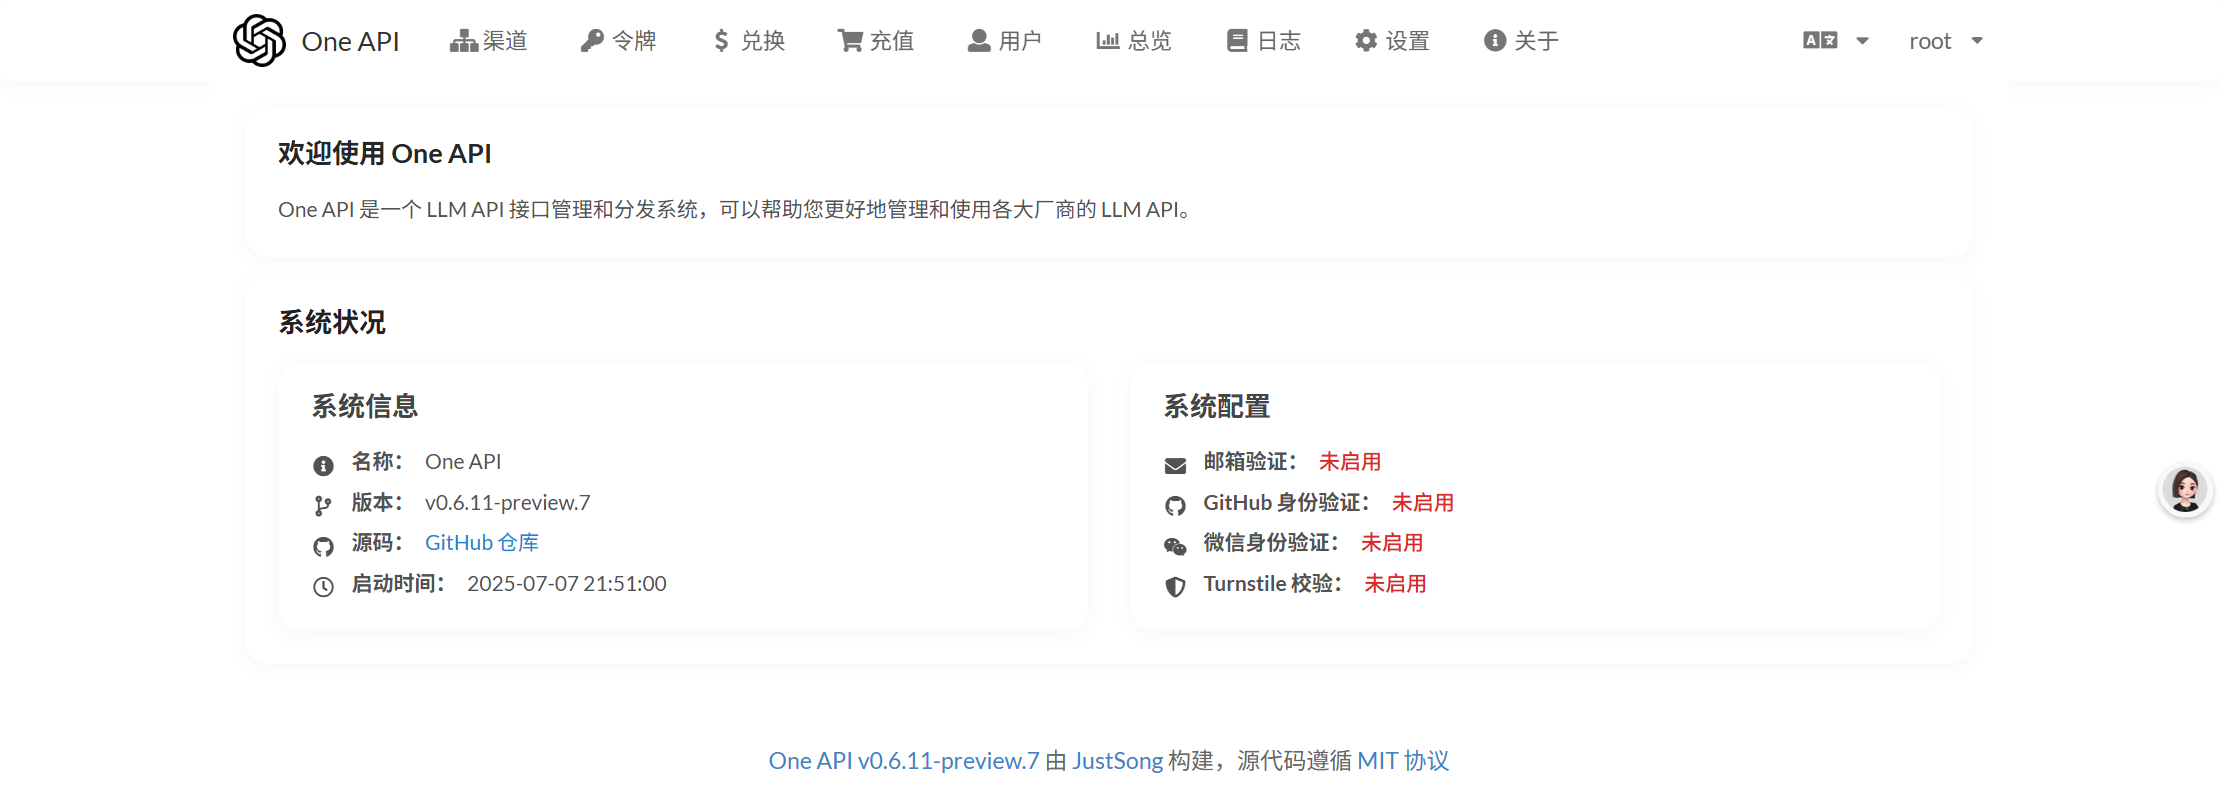 One API 渠道 令牌 兑换 充值 用户 总览 日志 设置 关于 root
欢迎使用 One API
One API 是一个 LLM API 接口管理和分发系统，可以帮助您更好地管理和使用各大厂商的 LLM API。
系统状况
系统信息
名称： One API
版本： v0.6.11-preview.7
源码： GitHub 仓库
启动时间： 2025-07-07 21:51:00
系统配置
邮箱验证： 未启用
GitHub 身份验证： 未启用
微信身份验证： 未启用
Turnstile 校验： 未启用
One API v0.6.11-preview.7 由 JustSong 构建，源代码遵循 MIT 协议